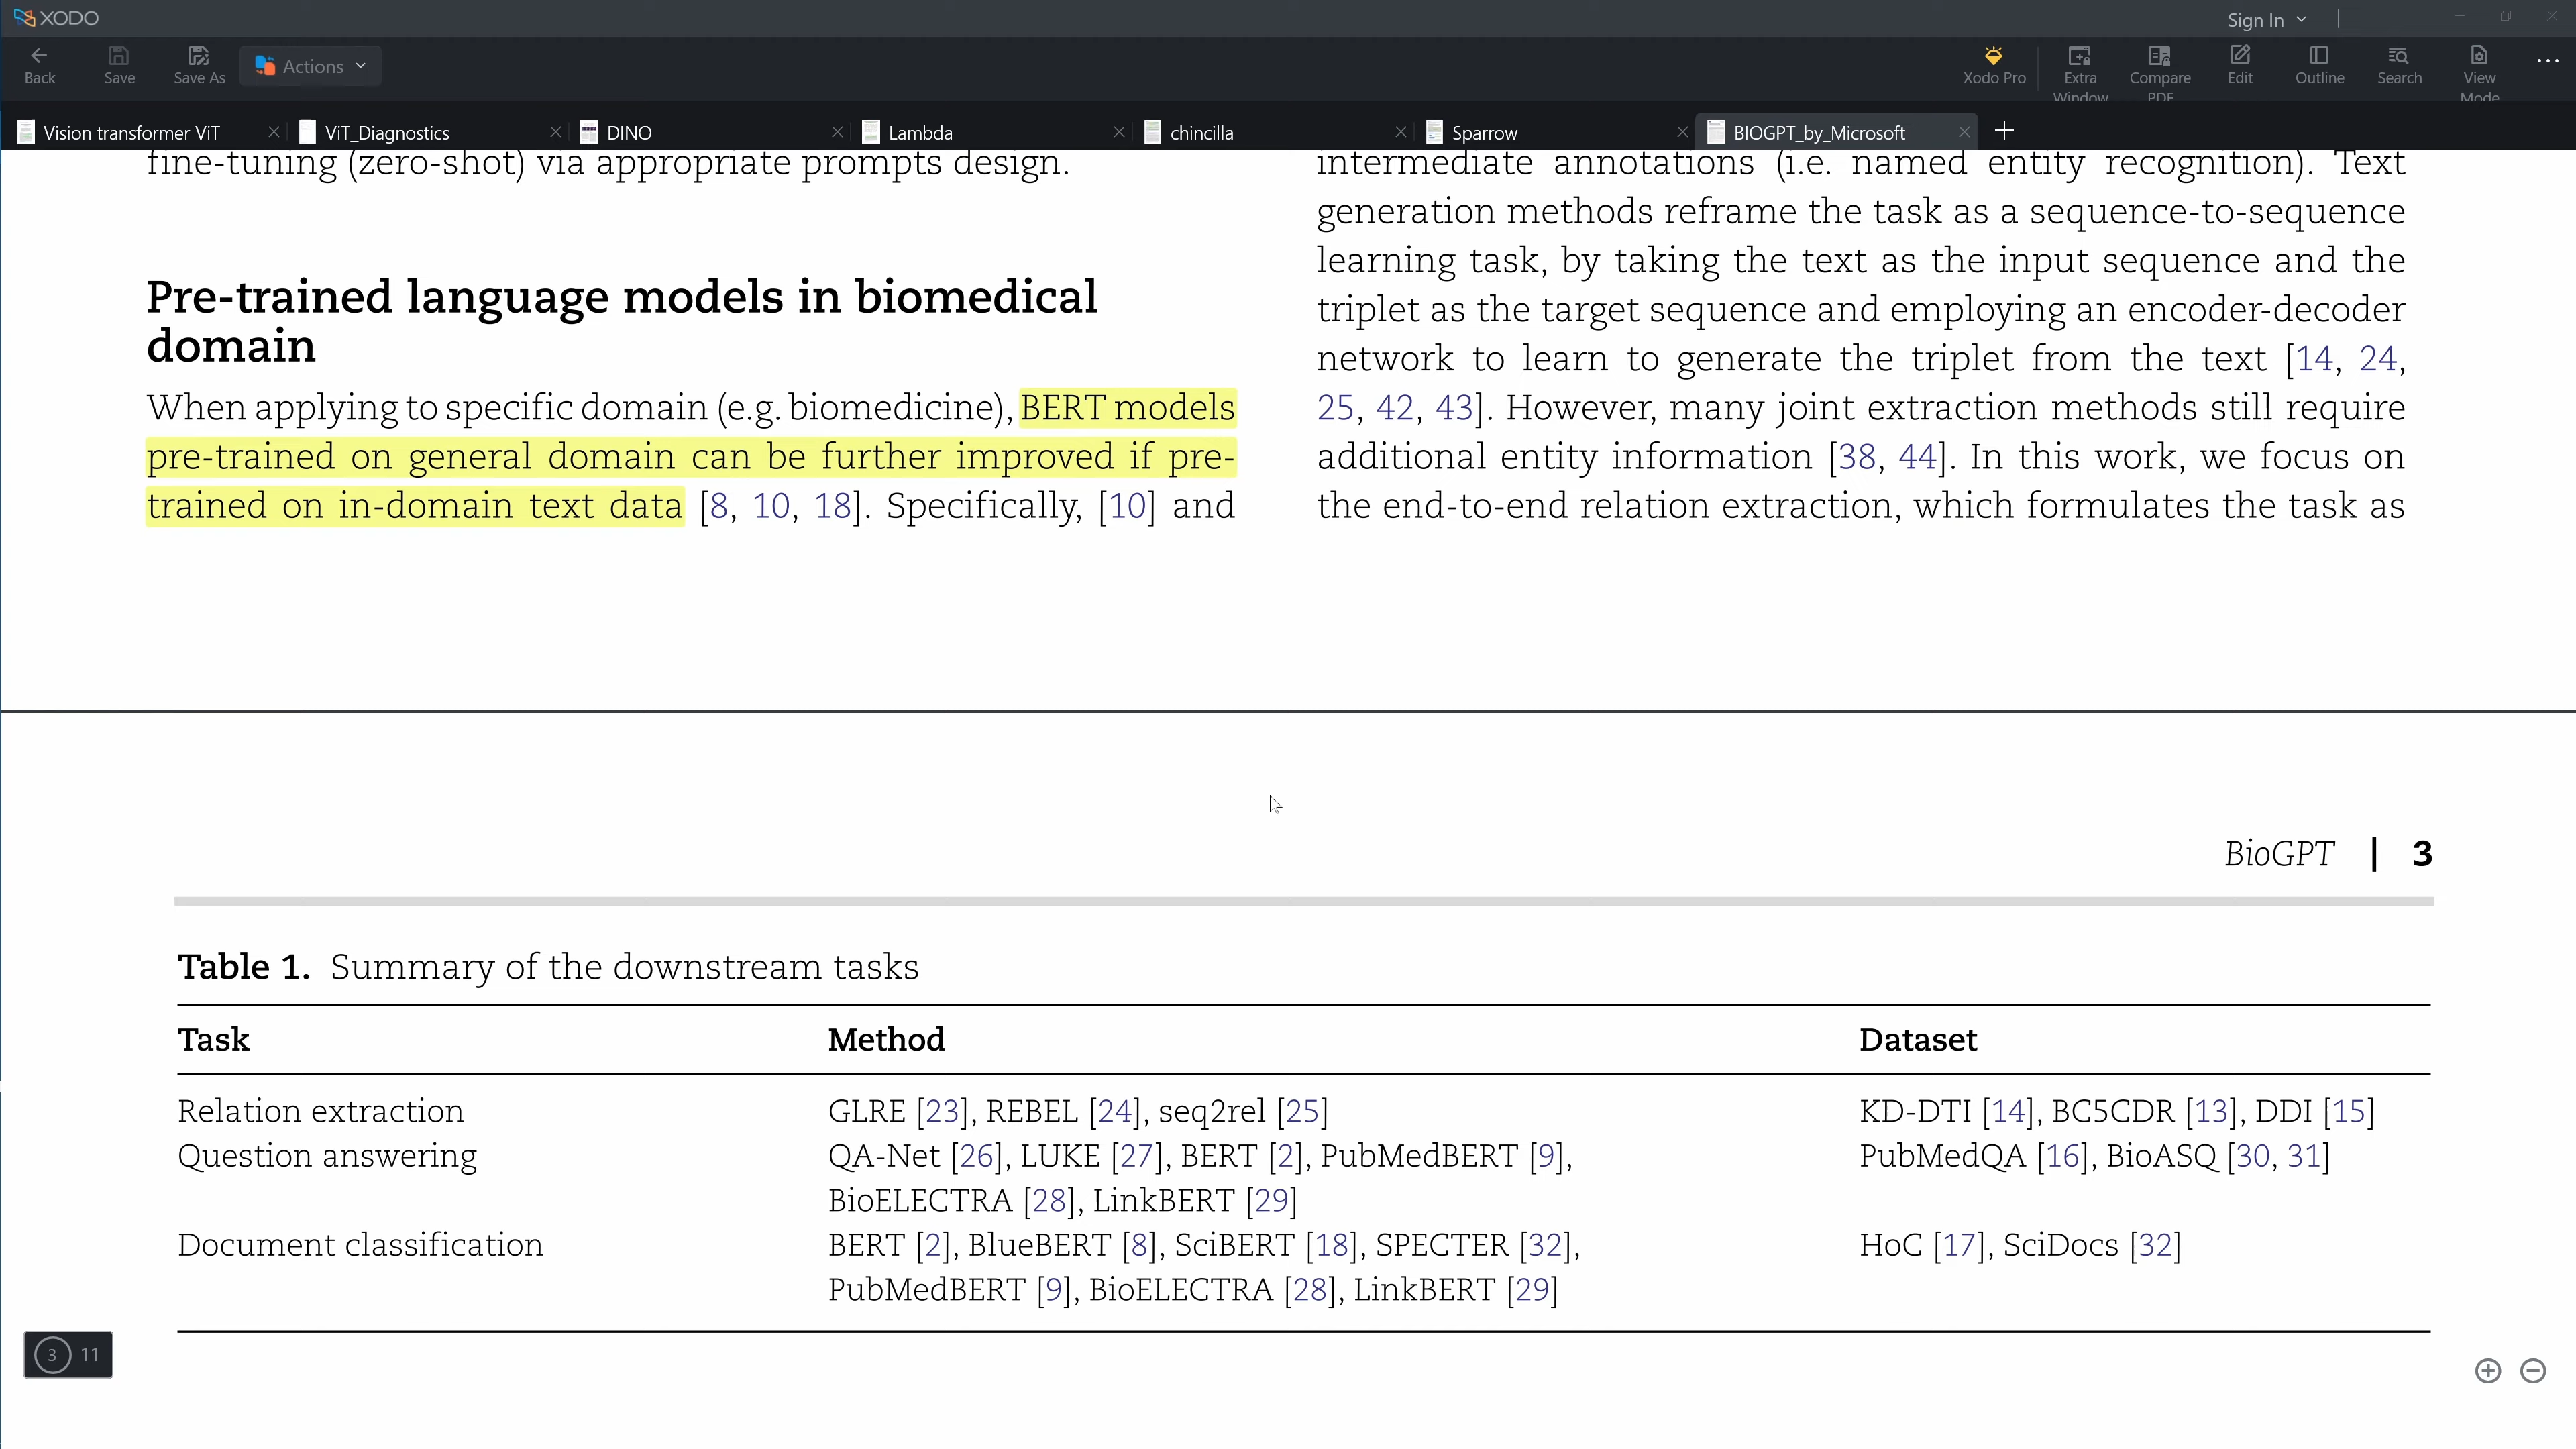 XODO
Sign In
Back
Save
Save As
Actions
Xodo Pro
Extra Window
Compare PDF
Edit
Outline
Search
View Mode
Vision transformer ViT
ViT_Diagnostics
DINO
Lambda
chincilla
Sparrow
BIOGPT_by_Microsoft
fine-tuning (zero-shot) via appropriate prompts design.
Pre-trained language models in biomedical
domain
When applying to specific domain (e.g. biomedicine), BERT models
pre-trained on general domain can be further improved if pre-
trained on in-domain text data [8, 10, 18]. Specifically, [10] and
intermediate annotations (i.e. named entity recognition). Text
generation methods reframe the task as a sequence-to-sequence
learning task, by taking the text as the input sequence and the
triplet as the target sequence and employing an encoder-decoder
network to learn to generate the triplet from the text [14, 24,
25, 42, 43]. However, many joint extraction methods still require
additional entity information [38, 44]. In this work, we focus on
the end-to-end relation extraction, which formulates the task as
BioGPT | 3
Table 1. Summary of the downstream tasks
Task Method Dataset
Relation extraction GLRE [23], REBEL [24], seq2rel [25] KD-DTI [14], BC5CDR [13], DDI [15]
Question answering QA-Net [26], LUKE [27], BERT [2], PubMedBERT [9], PubMedQA [16], BioASQ [30, 31]
BioELECTRA [28], LinkBERT [29]
Document classification BERT [2], BlueBERT [8], SciBERT [18], SPECTER [32], HoC [17], SciDocs [32]
PubMedBERT [9], BioELECTRA [28], LinkBERT [29]
3 11